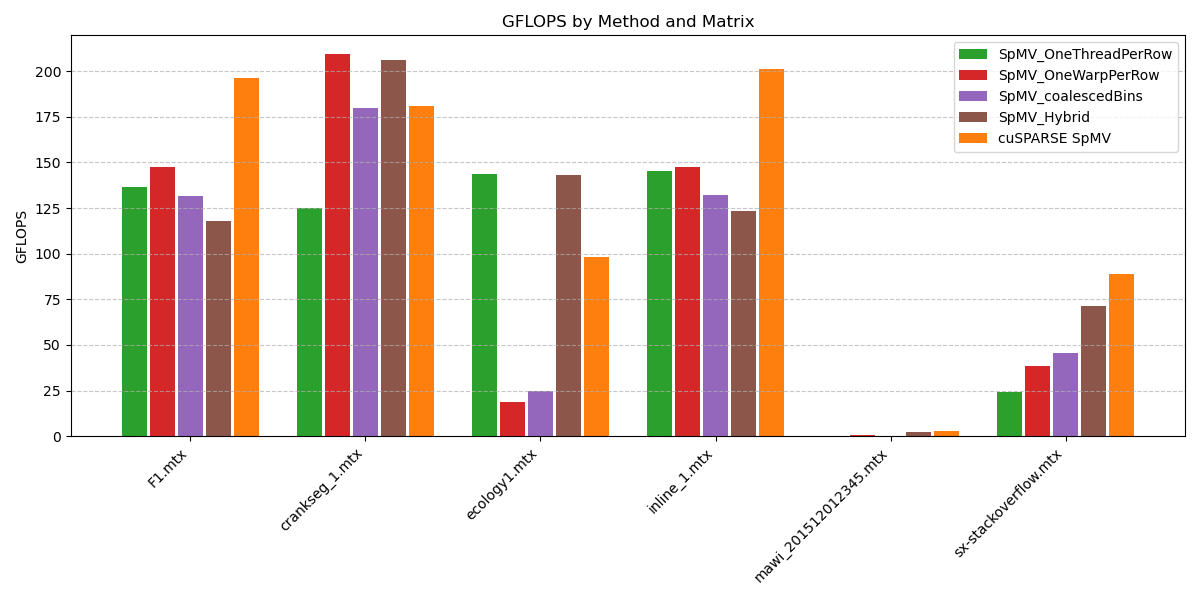 GFLOPS by Method and Matrix
SpMV_OneThreadPerRow
SpMV_OneWarpPerRow
SpMV_coalescedBins
SpMV_Hybrid
cuSPARSE SpMV
GFLOPS
200
175
150
125
100
75
50
25
0
F1.mtx
crankseg_1.mtx
ecology1.mtx
inline_1.mtx
mawi_201512012345.mtx
sx-stackoverflow.mtx